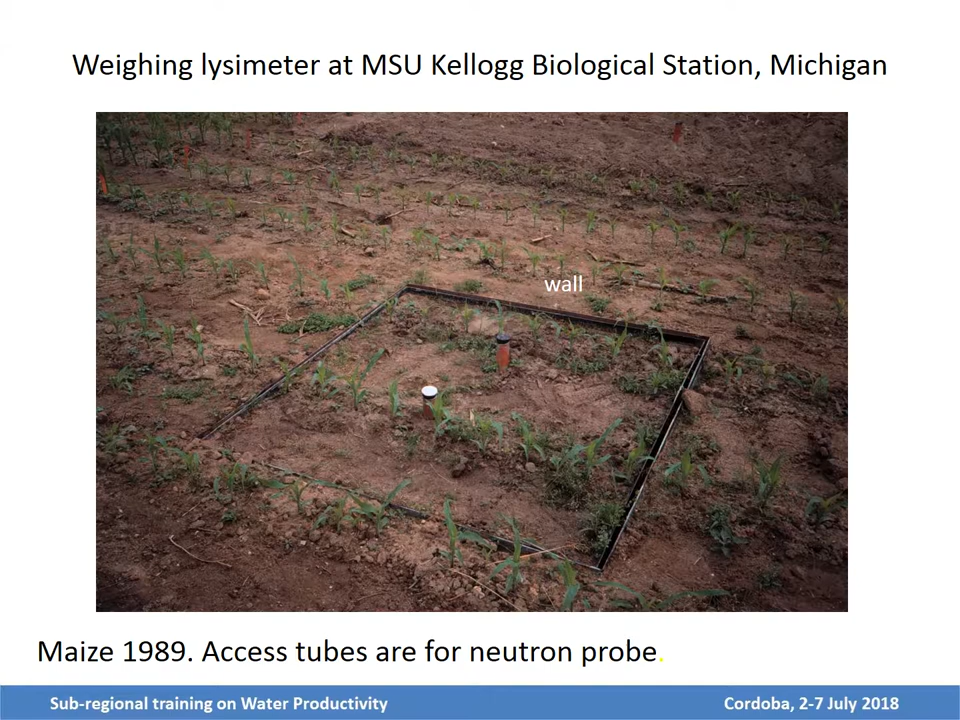 Weighing lysimeter at MSU Kellogg Biological Station, Michigan
wall
Maize 1989. Access tubes are for neutron probe.
Sub-regional training on Water Productivity
Cordoba, 2-7 July 2018